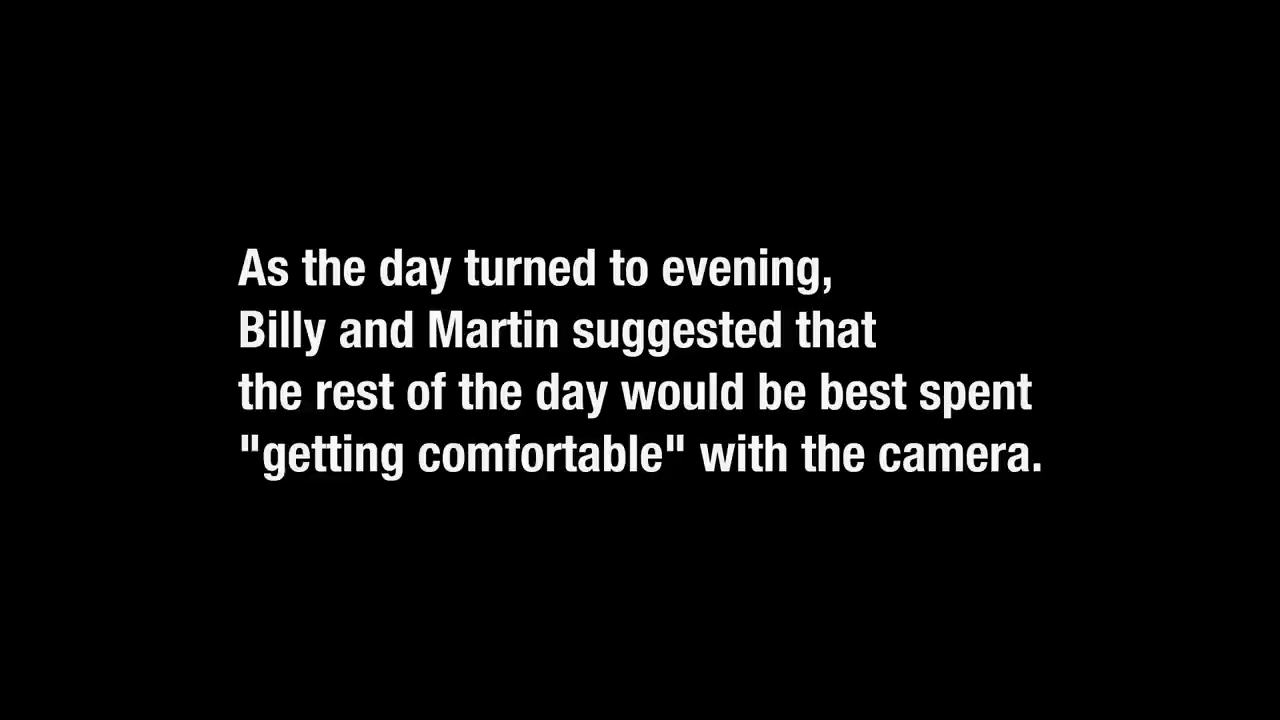 As the day turned to evening,
Billy and Martin suggested that
the rest of the day would be best spent
"getting comfortable" with the camera.